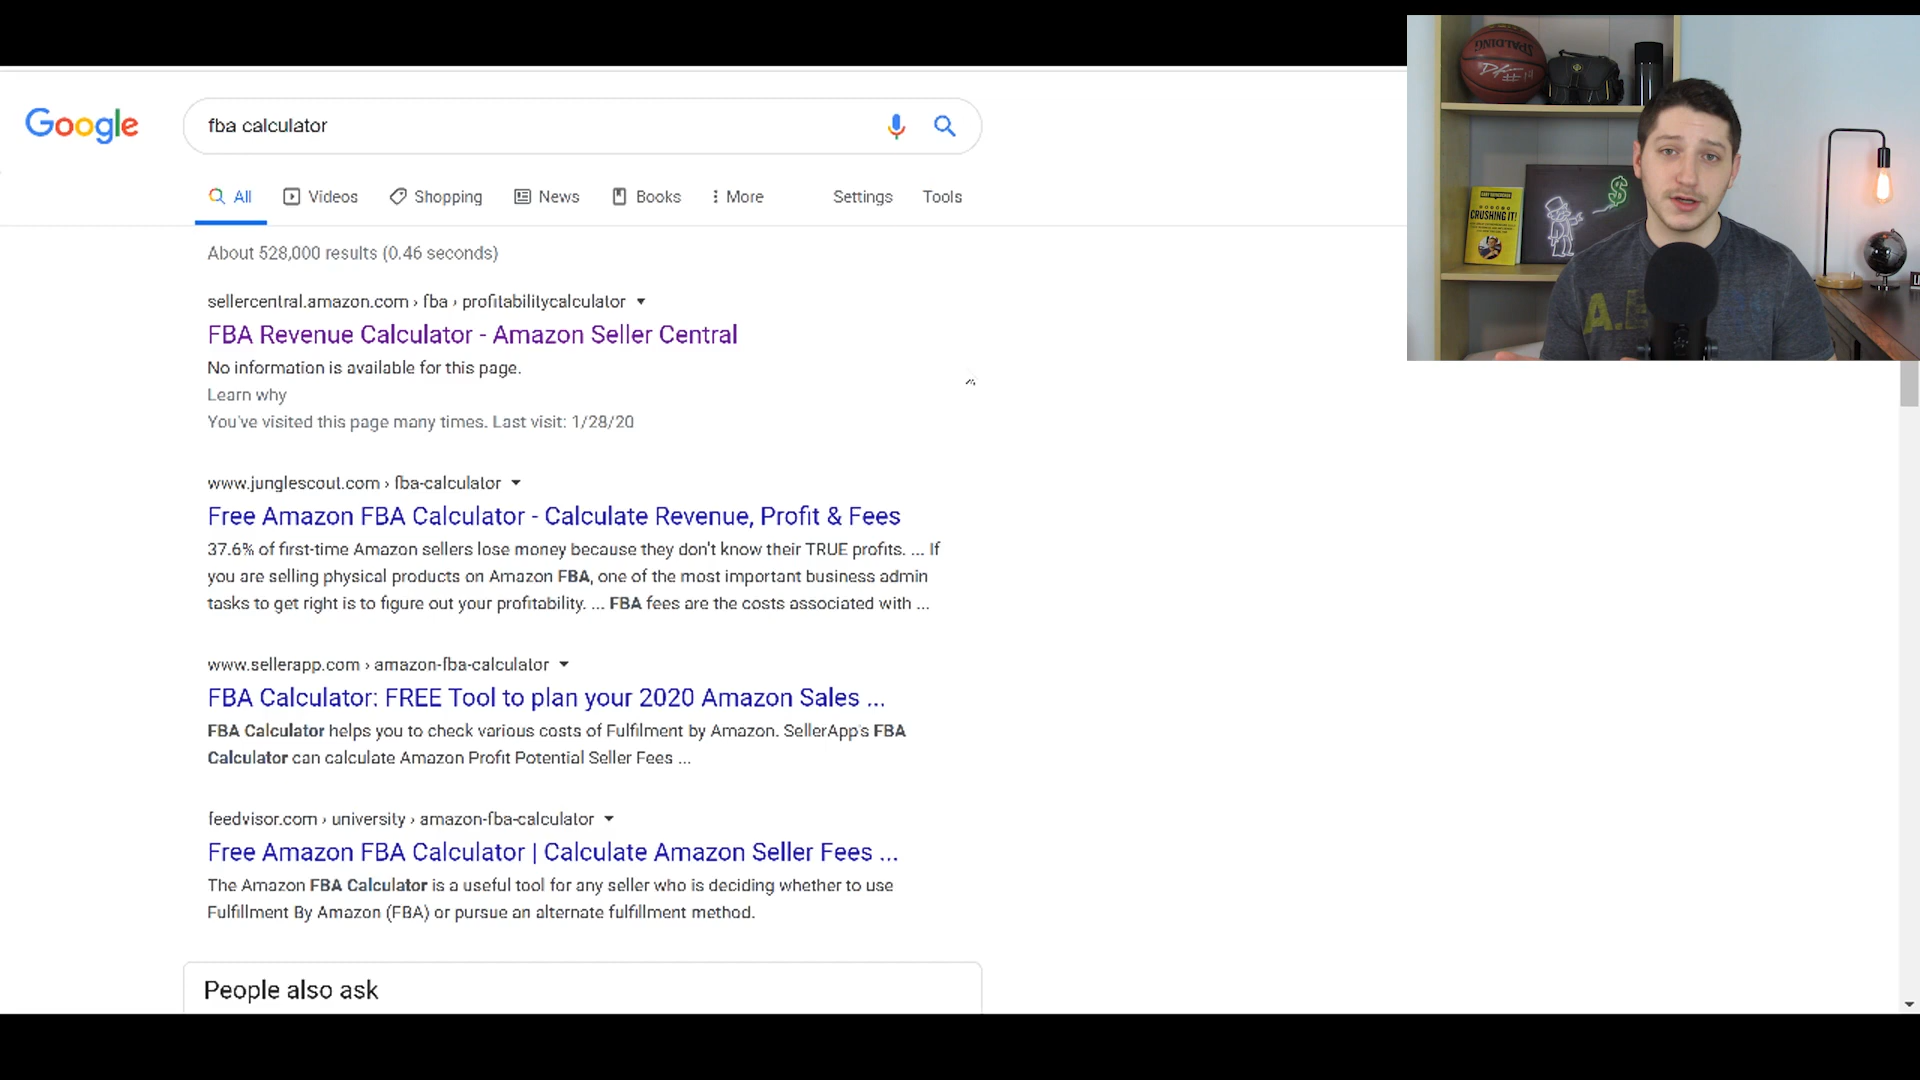 Google
fba calculator
All Videos Shopping News Books More Settings Tools
About 528,000 results (0.46 seconds)
sellercentral.amazon.com › fba › profitabilitycalculator
FBA Revenue Calculator - Amazon Seller Central
No information is available for this page.
Learn why
You've visited this page many times. Last visit: 1/28/20
www.junglescout.com › fba-calculator
Free Amazon FBA Calculator - Calculate Revenue, Profit & Fees
37.6% of first-time Amazon sellers lose money because they don't know their TRUE profits. ... If
you are selling physical products on Amazon FBA, one of the most important business admin
tasks to get right is to figure out your profitability. ... FBA fees are the costs associated with ...
www.sellerapp.com › amazon-fba-calculator
FBA Calculator: FREE Tool to plan your 2020 Amazon Sales ...
FBA Calculator helps you to check various costs of Fulfilment by Amazon. SellerApp's FBA
Calculator can calculate Amazon Profit Potential Seller Fees ...
feedvisor.com › university › amazon-fba-calculator
Free Amazon FBA Calculator | Calculate Amazon Seller Fees ...
The Amazon FBA Calculator is a useful tool for any seller who is deciding whether to use
Fulfillment By Amazon (FBA) or pursue an alternate fulfillment method.
People also ask
SPALDING
$
CRUSHING IT!